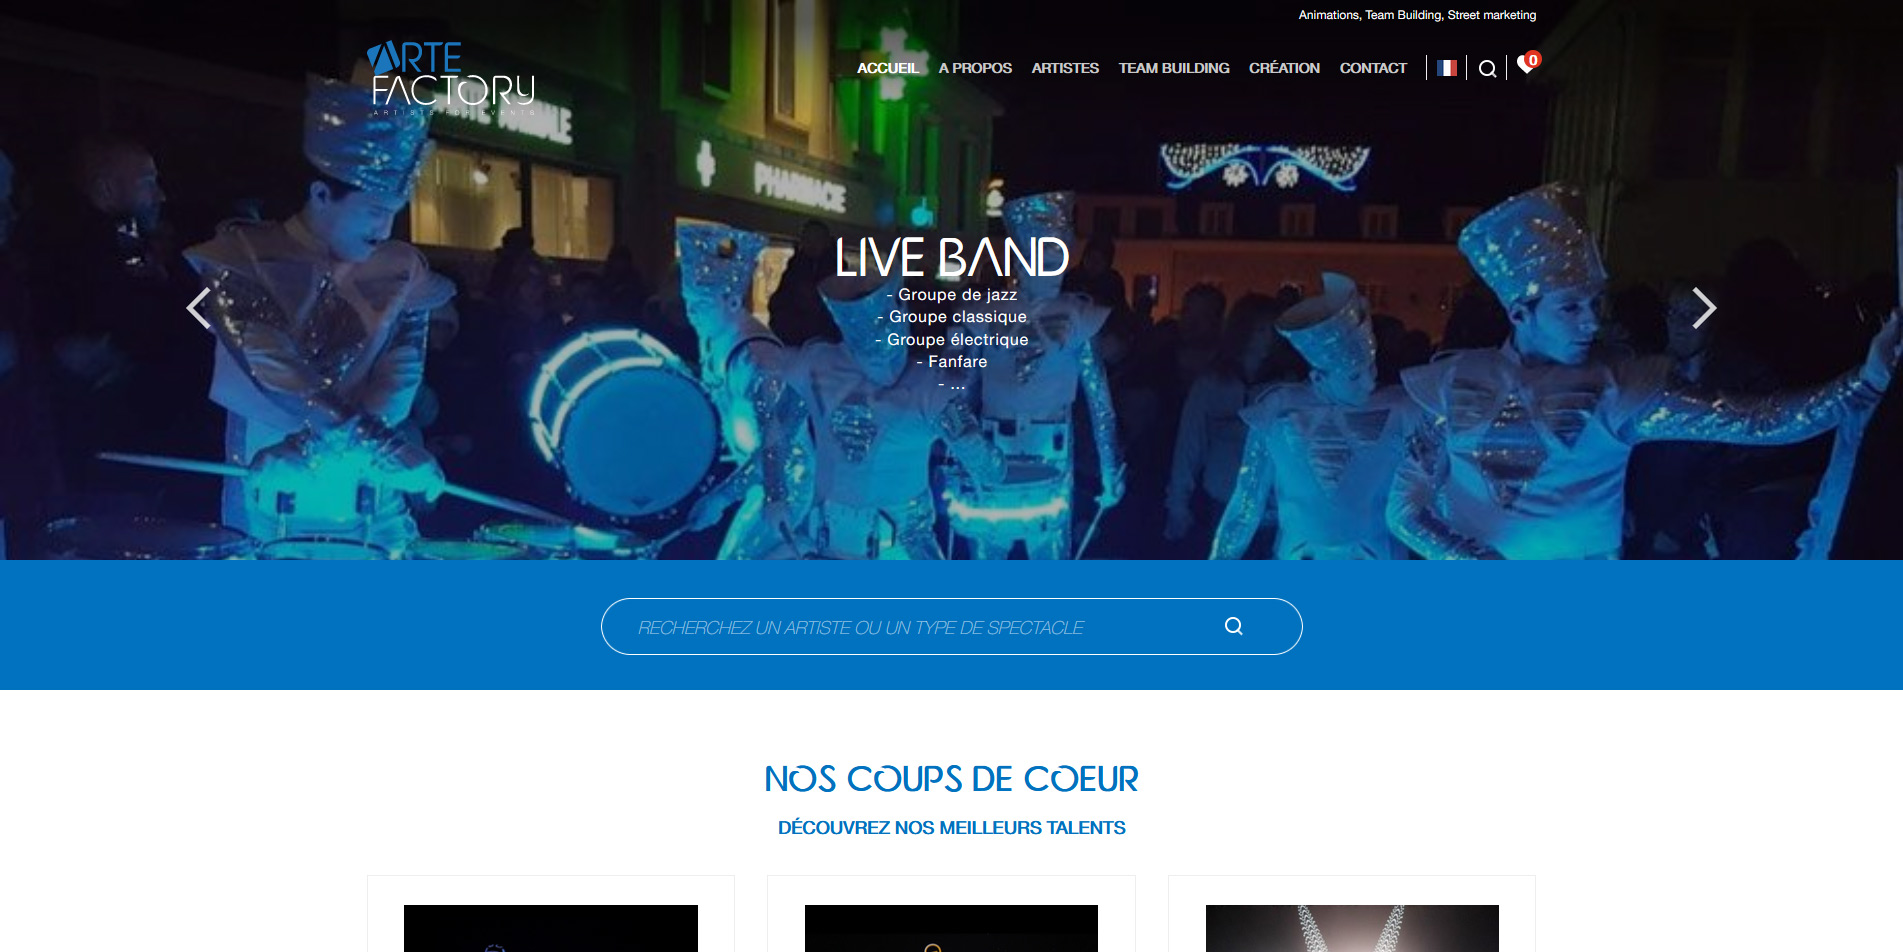 Animations, Team Building, Street marketing
ARTE
FACTORY
ARTISTS FOR EVENTS
ACCUEIL A PROPOS ARTISTES TEAM BUILDING CRÉATION CONTACT 0
PHARMACIE
LIVE BAND
- Groupe de jazz
- Groupe classique
- Groupe électrique
- Fanfare
- ...
RECHERCHEZ UN ARTISTE OU UN TYPE DE SPECTACLE
NOS COUPS DE COEUR
DÉCOUVREZ NOS MEILLEURS TALENTS